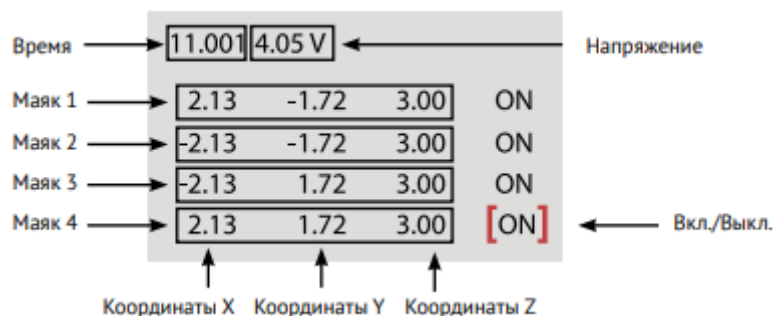 Время 11.001 4.05 V Напряжение
Маяк 1 2.13 -1.72 3.00 ON
Маяк 2 -2.13 -1.72 3.00 ON
Маяк 3 -2.13 1.72 3.00 ON
Маяк 4 2.13 1.72 3.00 [ON] Вкл./Выкл.
Координаты X Координаты Y Координаты Z